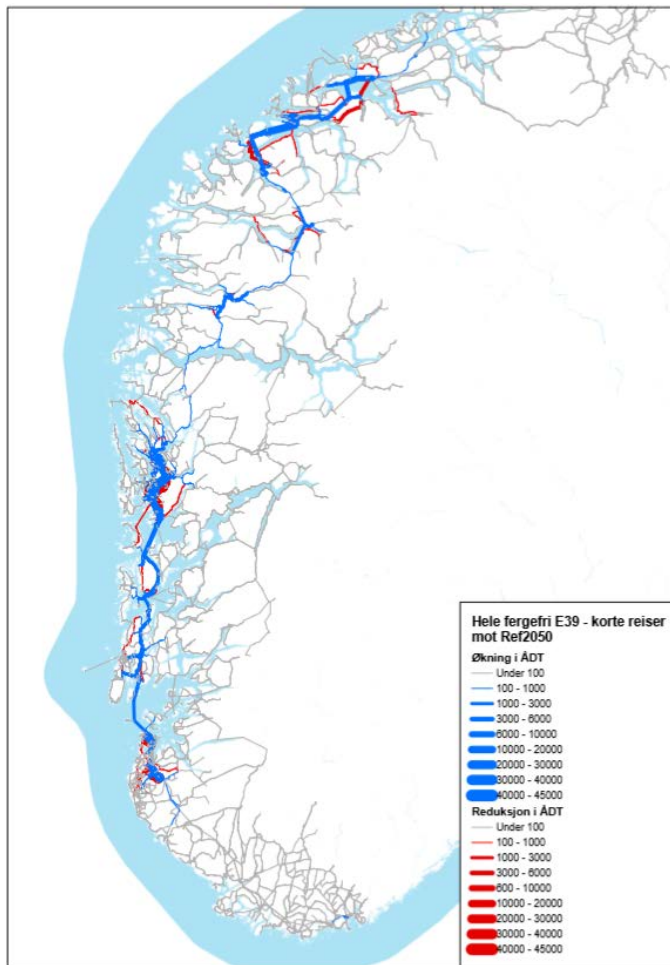 Hele fergefri E39 - korte reiser
mot Ref2050
Økning i ÅDT
Under 100
100 - 1000
1000 - 3000
3000 - 6000
6000 - 10000
10000 - 20000
20000 - 30000
30000 - 40000
40000 - 45000
Reduksjon i ÅDT
Under 100
100 - 1000
1000 - 3000
3000 - 6000
600 - 10000
10000 - 20000
20000 - 30000
30000 - 40000
40000 - 45000